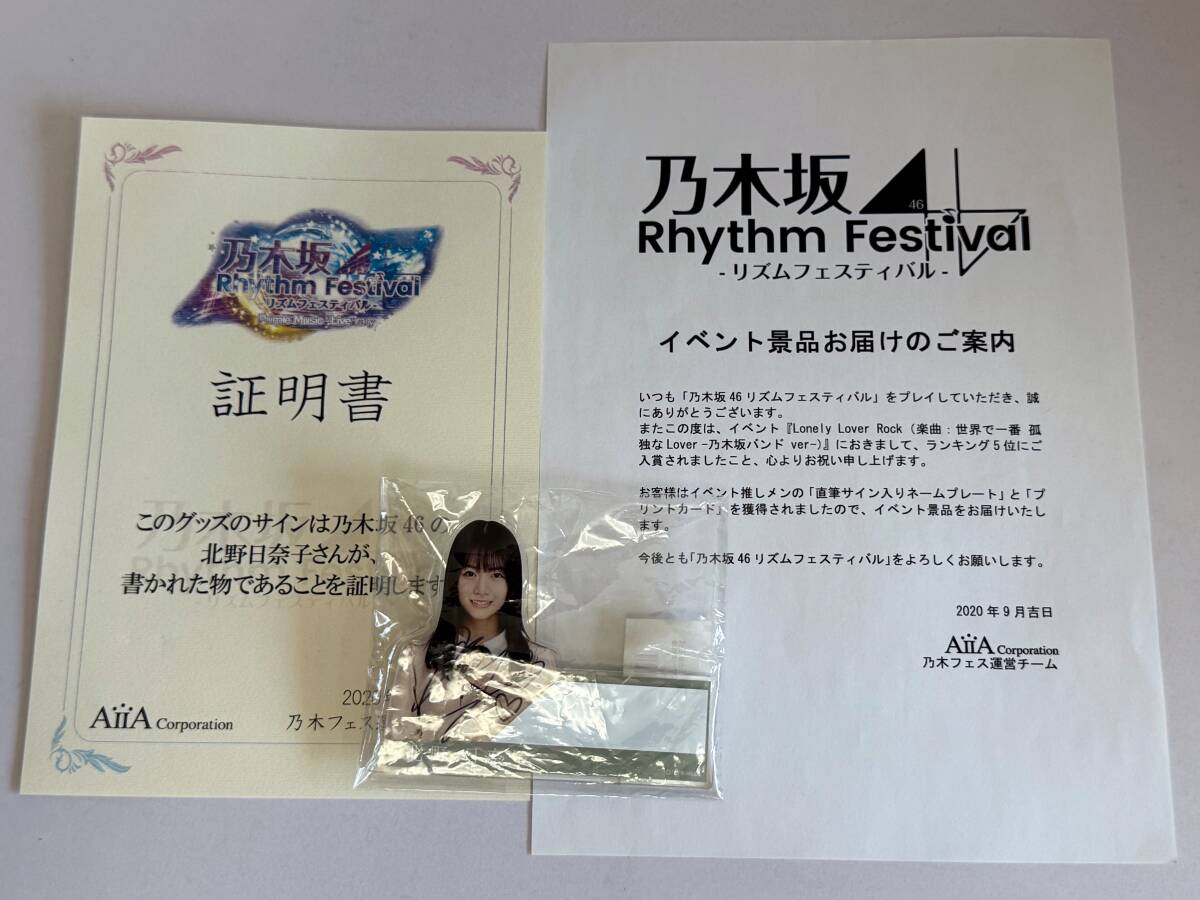 乃木坂
Rhythm Festival
-リズムフェスティバル-
証明書
このグッズのサインは乃木坂46の
北野日奈子さんが、
書かれた物であることを証明します
2020
乃木フェス
AiiA Corporation
乃木坂46
Rhythm Festival
-リズムフェスティバル-
イベント景品お届けのご案内
いつも「乃木坂46リズムフェスティバル」をプレイしていただき、誠
にありがとうございます。
またこの度は、イベント『Lonely Lover Rock（楽曲：世界で一番 孤
独なLover -乃木坂バンド ver-)』におきまして、ランキング5位にご
入賞されましたこと、心よりお祝い申し上げます。
お客様はイベント推しメンの「直筆サイン入りネームプレート」と「プ
リントカード」を獲得されましたので、イベント景品をお届けいたし
ます。
今後とも「乃木坂46リズムフェスティバル」をよろしくお願いします。
2020年9月吉日
AiiA Corporation
乃木フェス運営チーム